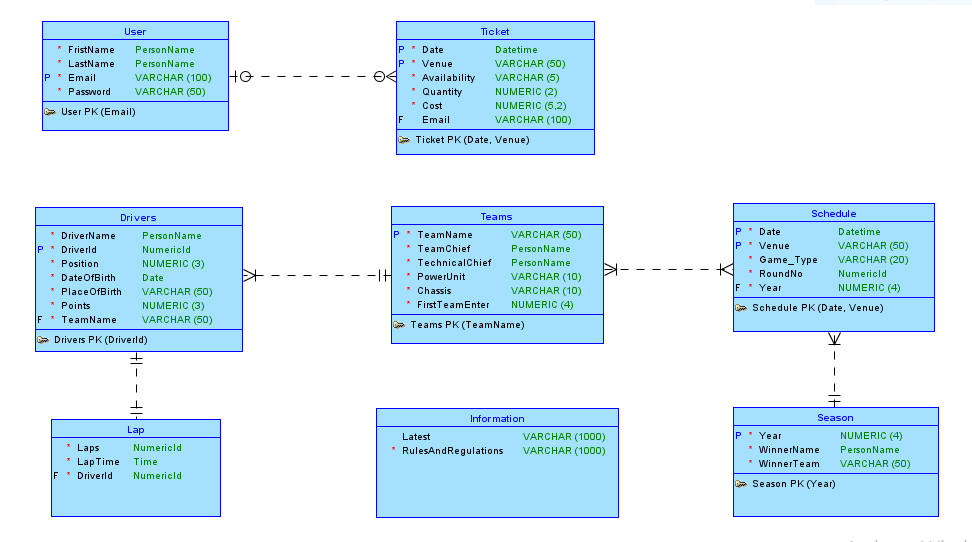 User
* FristName PersonName
* LastName PersonName
P * Email VARCHAR (100)
* Password VARCHAR (50)
User PK (Email)
Ticket
P * Date Datetime
P * Venue VARCHAR (50)
* Availability VARCHAR (5)
* Quantity NUMERIC (2)
* Cost NUMERIC (5,2)
F Email VARCHAR (100)
Ticket PK (Date, Venue)
Drivers
* DriverName PersonName
P * DriverId NumericId
* Position NUMERIC (3)
* DateOfBirth Date
* PlaceOfBirth VARCHAR (50)
* Points NUMERIC (3)
F * TeamName VARCHAR (50)
Drivers PK (DriverId)
Teams
P * TeamName VARCHAR (50)
* TeamChief PersonName
* TechnicalChief PersonName
* PowerUnit VARCHAR (10)
* Chassis VARCHAR (10)
* FirstTeamEnter NUMERIC (4)
Teams PK (TeamName)
Schedule
P * Date Datetime
P * Venue VARCHAR (50)
* Game_Type VARCHAR (20)
* RoundNo NumericId
F * Year NUMERIC (4)
Schedule PK (Date, Venue)
Lap
* Laps NumericId
* LapTime Time
F * DriverId NumericId
Information
Latest VARCHAR (1000)
* RulesAndRegulations VARCHAR (1000)
Season
P * Year NUMERIC (4)
* WinnerName PersonName
* WinnerTeam VARCHAR (50)
Season PK (Year)